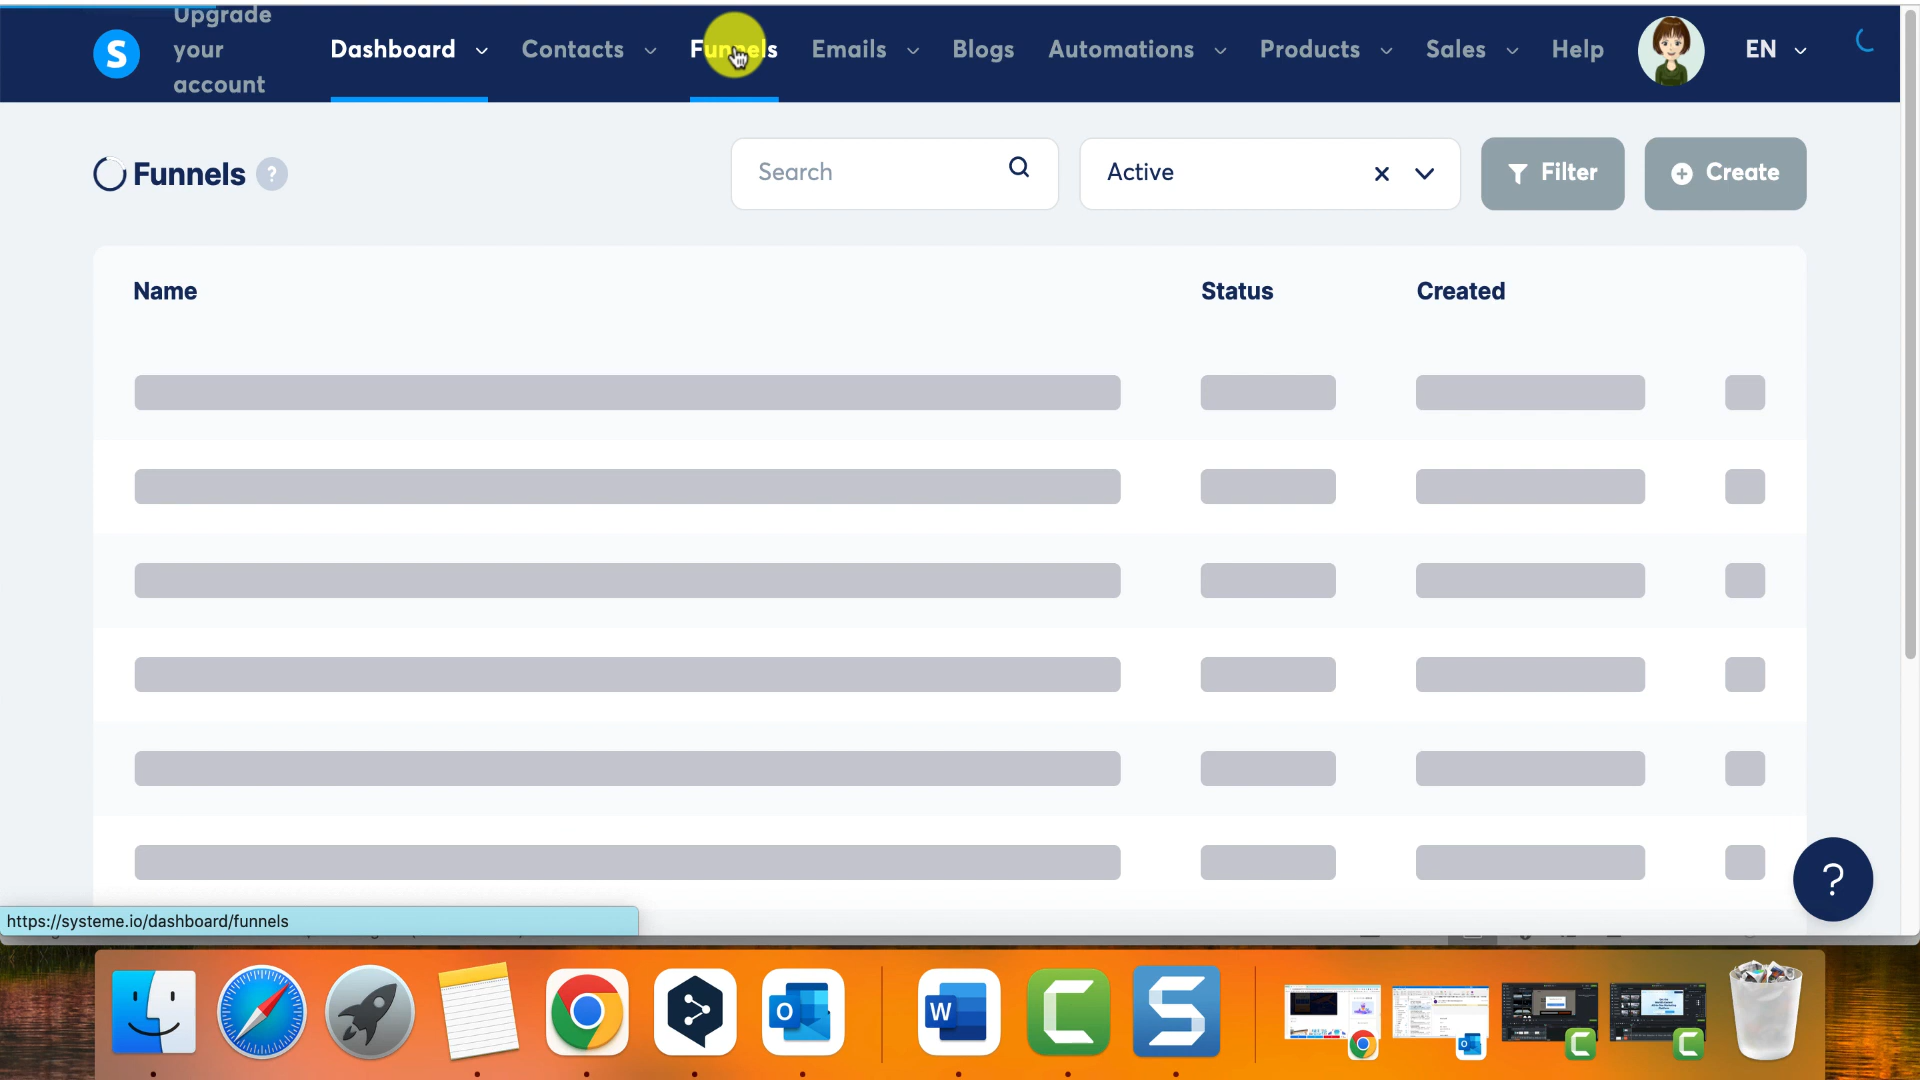 S
Upgrade
your
account
Dashboard
Contacts
Funnels
Emails
Blogs
Automations
Products
Sales
Help
EN
Funnels ?
Search
Active
Filter
Create
Name
Status
Created
?
https://systeme.io/dashboard/funnels
O
W
C
S